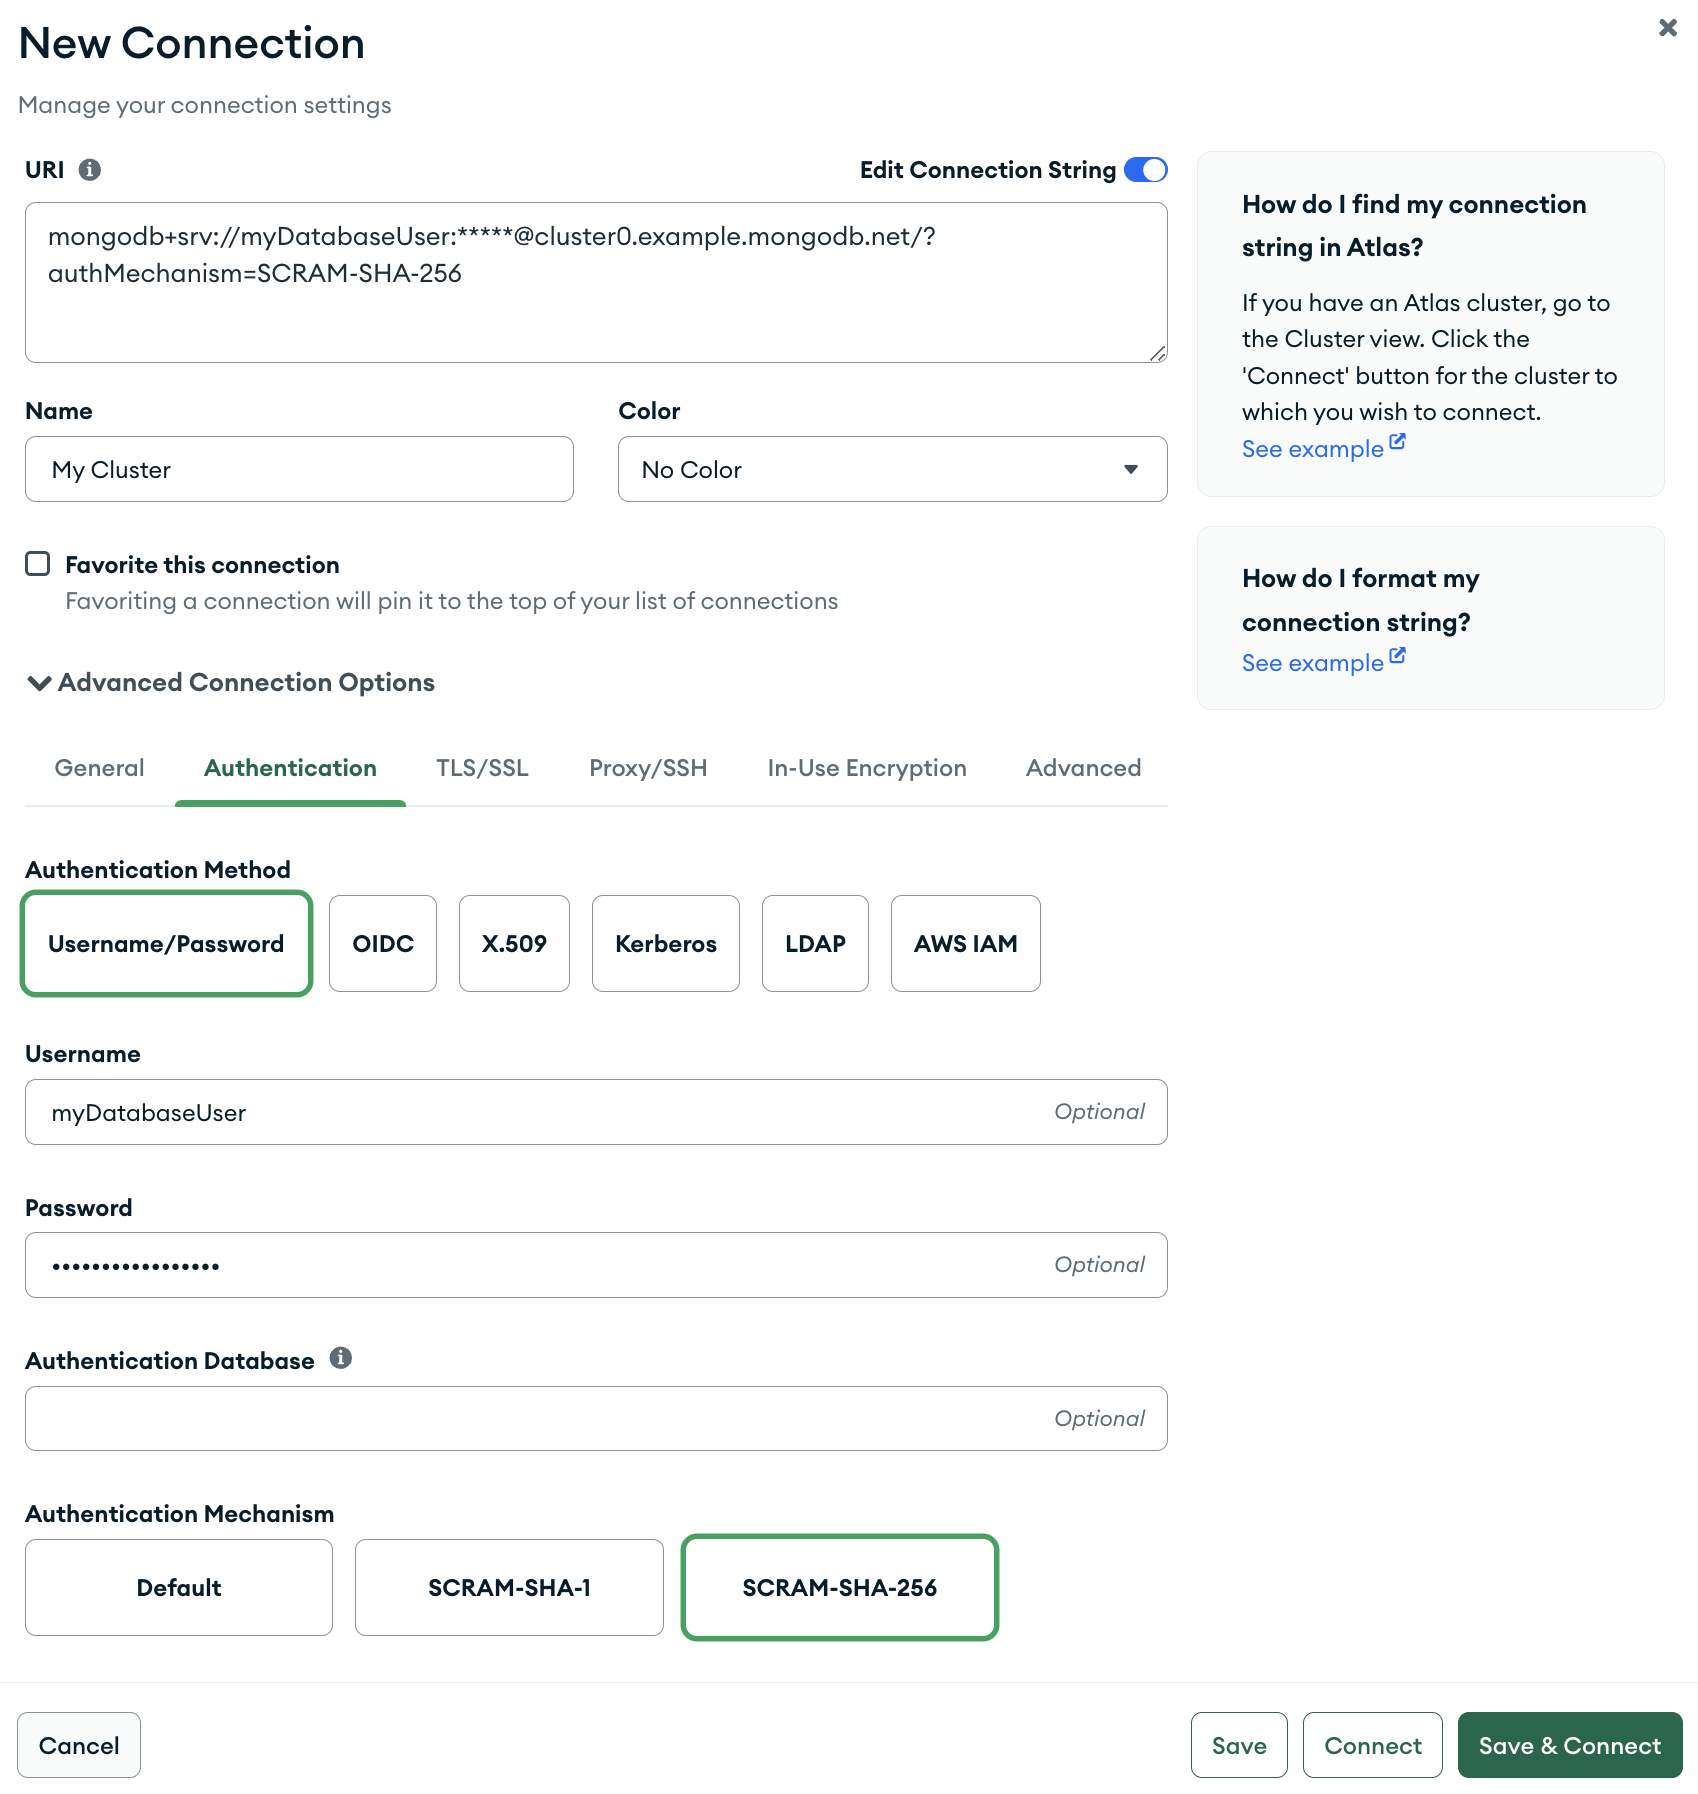 New Connection
Manage your connection settings
URI
Edit Connection String
mongodb+srv://myDatabaseUser:*****@cluster0.example.mongodb.net/?
authMechanism=SCRAM-SHA-256
Name
Color
My Cluster
No Color
Favorite this connection
Favoriting a connection will pin it to the top of your list of connections
How do I find my connection
string in Atlas?
If you have an Atlas cluster, go to
the Cluster view. Click the
'Connect' button for the cluster to
which you wish to connect.
See example
How do I format my
connection string?
See example
Advanced Connection Options
General
Authentication
TLS/SSL
Proxy/SSH
In-Use Encryption
Advanced
Authentication Method
Username/Password
OIDC
X.509
Kerberos
LDAP
AWS IAM
Username
myDatabaseUser
Optional
Password
•••••••••••••••••
Optional
Authentication Database
Optional
Authentication Mechanism
Default
SCRAM-SHA-1
SCRAM-SHA-256
Cancel
Save
Connect
Save & Connect